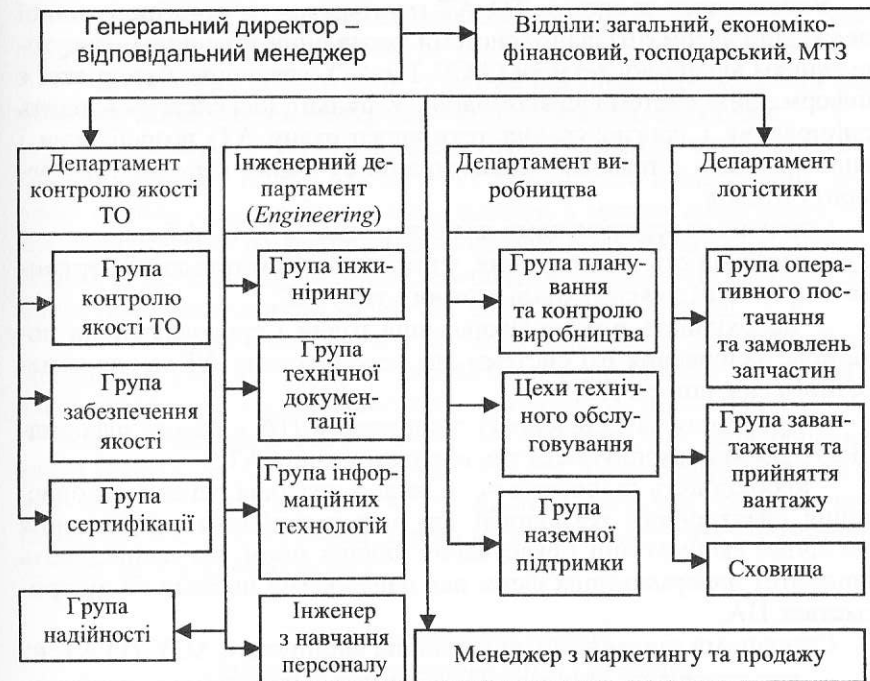 Генеральний директор –
відповідальний менеджер
Відділи: загальний, економіко-
фінансовий, господарський, МТЗ
Департамент
контролю якості
ТО
Інженерний де-
партамент
(Engineering)
Департамент ви-
робництва
Департамент
логістики
Група
контролю
якості ТО
Група
забезпечення
якості
Група
сертифікації
Група
надійності
Група інжи-
нірингу
Група
технічної
докумен-
тації
Група інфор-
маційних
технологій
Інженер
з навчання
персоналу
Група плану-
вання
та контролю
виробництва
Цехи техніч-
ного обслу-
говування
Група
наземної
підтримки
Група опера-
тивного пос-
тачання
та замовлень
запчастин
Група заван-
таження та
прийняття
вантажу
Сховища
Менеджер з маркетингу та продажу